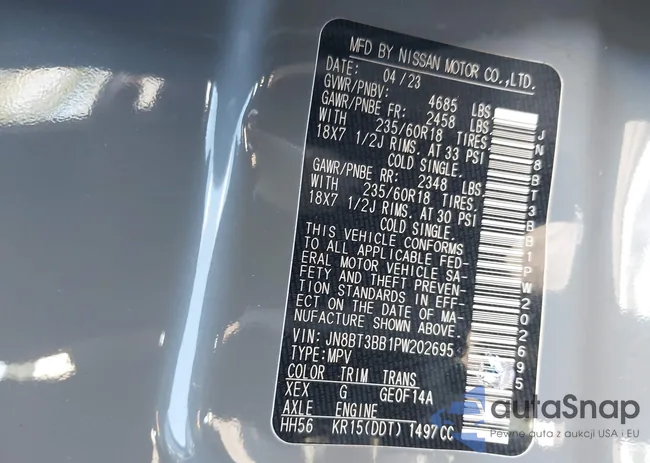 MFD BY NISSAN MOTOR CO.,LTD.
DATE: 04/23
GVWR/PNBV: 4685 LBS
GAWR/PNBE FR: 2458 LBS
WITH 235/60R18 TIRES
18X7 1/2J RIMS. AT 33 PSI
COLD SINGLE.
GAWR/PNBE RR: 2348 LBS
WITH 235/60R18 TIRES.
18X7 1/2J RIMS. AT 30 PSI
COLD SINGLE.
THIS VEHICLE CONFORMS
TO ALL APPLICABLE FED-
ERAL MOTOR VEHICLE SA-
FETY AND THEFT PREVEN-
TION STANDARDS IN EFF-
ECT ON THE DATE OF MA-
NUFACTURE SHOWN ABOVE.
VIN: JN8BT3BB1PW202695
TYPE:MPV
COLOR TRIM TRANS
XEX G GE0F14A
AXLE ENGINE
HH56 KR15(DDT) 1497CC
JN8BT3BB1PW202695
autaSnap
Pewne auta z aukcji USA i EU